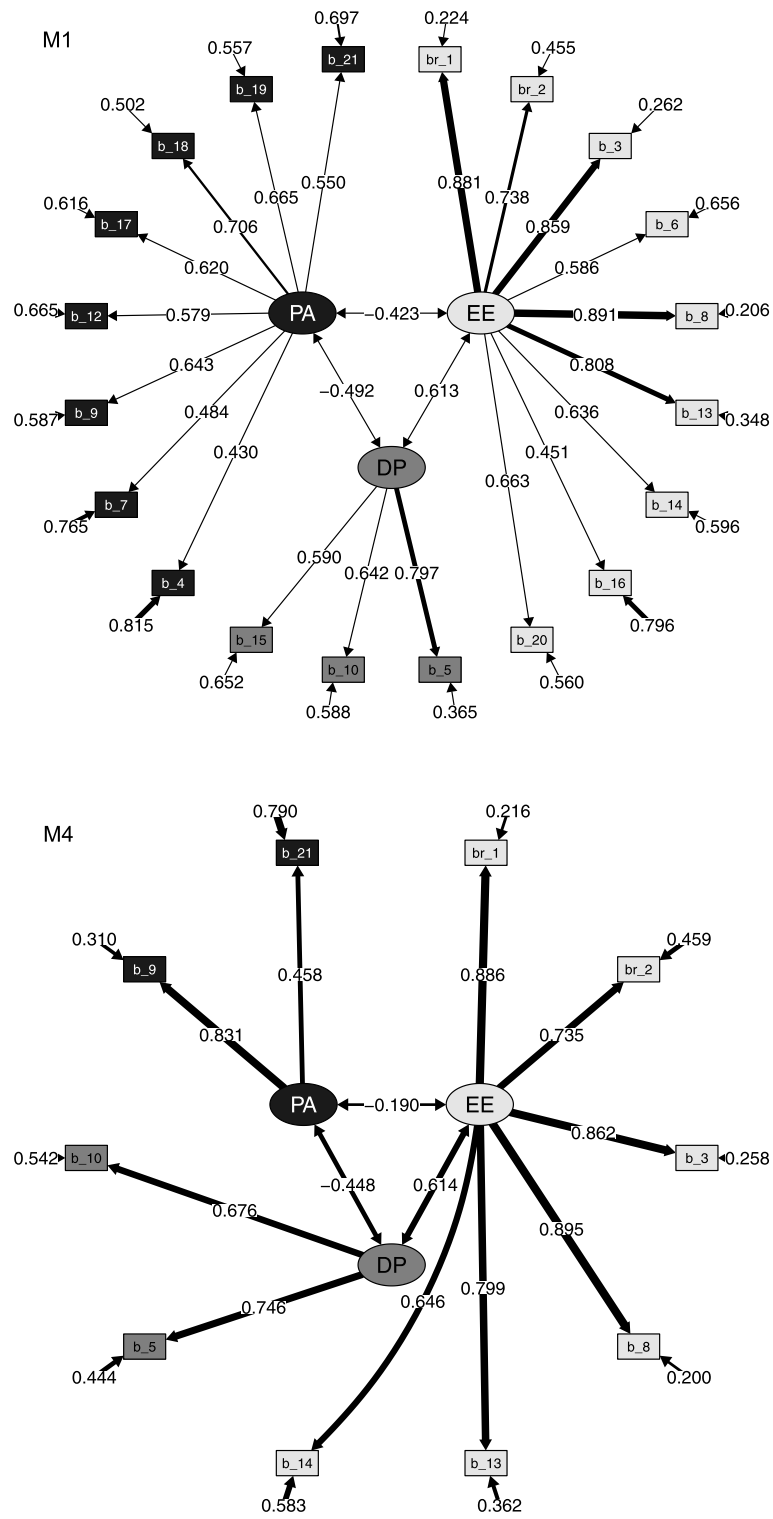 M1
0.697
0.224
0.557
b_21
br_1
0.455
b_19
br_2
0.502
0.262
b_18
b_3
0.881
0.550
0.665
0.738
0.616
0.656
b_17
0.706
0.859
b_6
0.620
0.586
0.665
b_12
0.579
PA
−0.423
EE
0.891
b_8
0.206
0.643
0.808
−0.492
0.613
0.587
b_9
0.484
0.636
b_13
0.348
0.430
0.451
DP
0.663
b_7
b_14
0.765
0.596
0.590
0.642
0.797
b_4
b_16
0.815
0.796
b_15
b_20
b_10
b_5
0.652
0.560
0.588
0.365
M4
0.790
0.216
b_21
br_1
0.310
0.459
b_9
br_2
0.458
0.886
0.831
0.735
PA
−0.190
EE
0.862
0.542
b_10
b_3
0.258
−0.448
0.614
0.676
0.895
DP
0.799
0.646
0.746
b_5
b_8
0.444
0.200
b_14
b_13
0.583
0.362